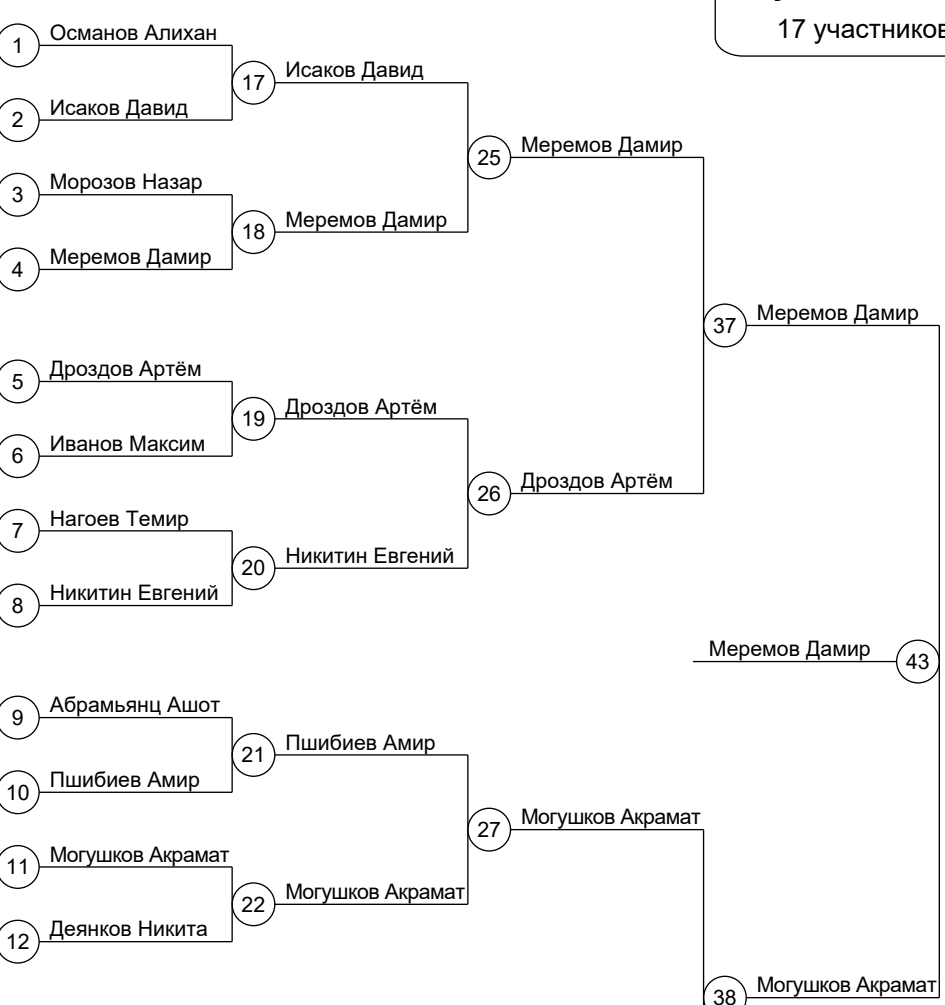 17 участников
1 Османов Алихан
17 Исаков Давид
2 Исаков Давид
25 Меремов Дамир
3 Морозов Назар
18 Меремов Дамир
4 Меремов Дамир
37 Меремов Дамир
5 Дроздов Артём
19 Дроздов Артём
6 Иванов Максим
26 Дроздов Артём
7 Нагоев Темир
20 Никитин Евгений
8 Никитин Евгений
Меремов Дамир 43
9 Абрамьянц Ашот
21 Пшибиев Амир
10 Пшибиев Амир
27 Могушков Акрамат
11 Могушков Акрамат
22 Могушков Акрамат
12 Деянков Никита
38 Могушков Акрамат